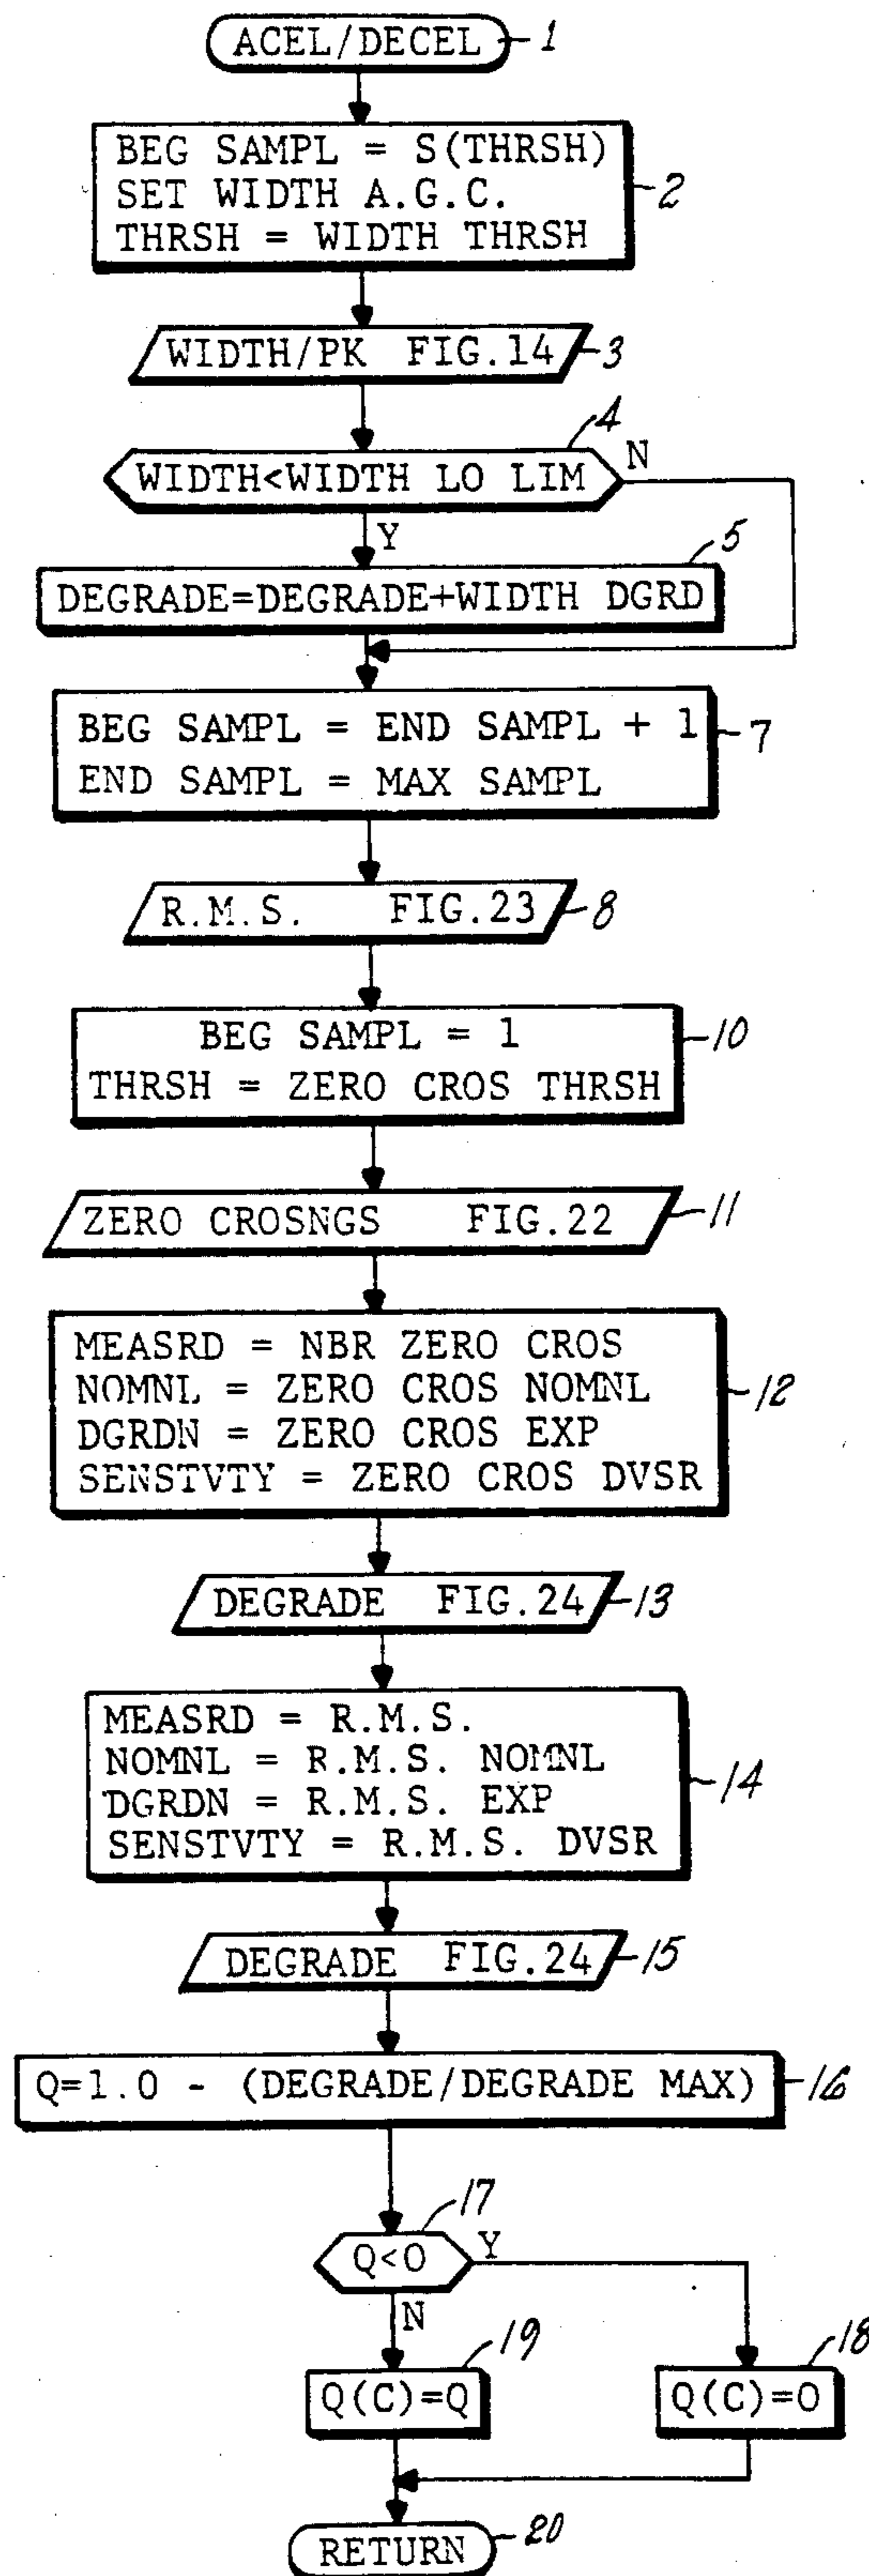 ACEL/DECEL 1
BEG SAMPL = S(THRSH)
SET WIDTH A.G.C.
THRSH = WIDTH THRSH
2
WIDTH/PK FIG.14 3
4
WIDTH<WIDTH LO LIM N
Y
5
DEGRADE=DEGRADE+WIDTH DGRD
BEG SAMPL = END SAMPL + 1
END SAMPL = MAX SAMPL
7
R.M.S. FIG.23 8
BEG SAMPL = 1
THRSH = ZERO CROS THRSH
10
ZERO CROSNGS FIG.22 11
MEASRD = NBR ZERO CROS
NOMNL = ZERO CROS NOMNL
DGRDN = ZERO CROS EXP
SENSTVTY = ZERO CROS DVSR
12
DEGRADE FIG.24 13
MEASRD = R.M.S.
NOMNL = R.M.S. NOMNL
DGRDN = R.M.S. EXP
SENSTVTY = R.M.S. DVSR
14
DEGRADE FIG.24 15
Q=1.0 - (DEGRADE/DEGRADE MAX) 16
17
Q<0 Y
N
19 18
Q(C)=Q Q(C)=0
RETURN 20